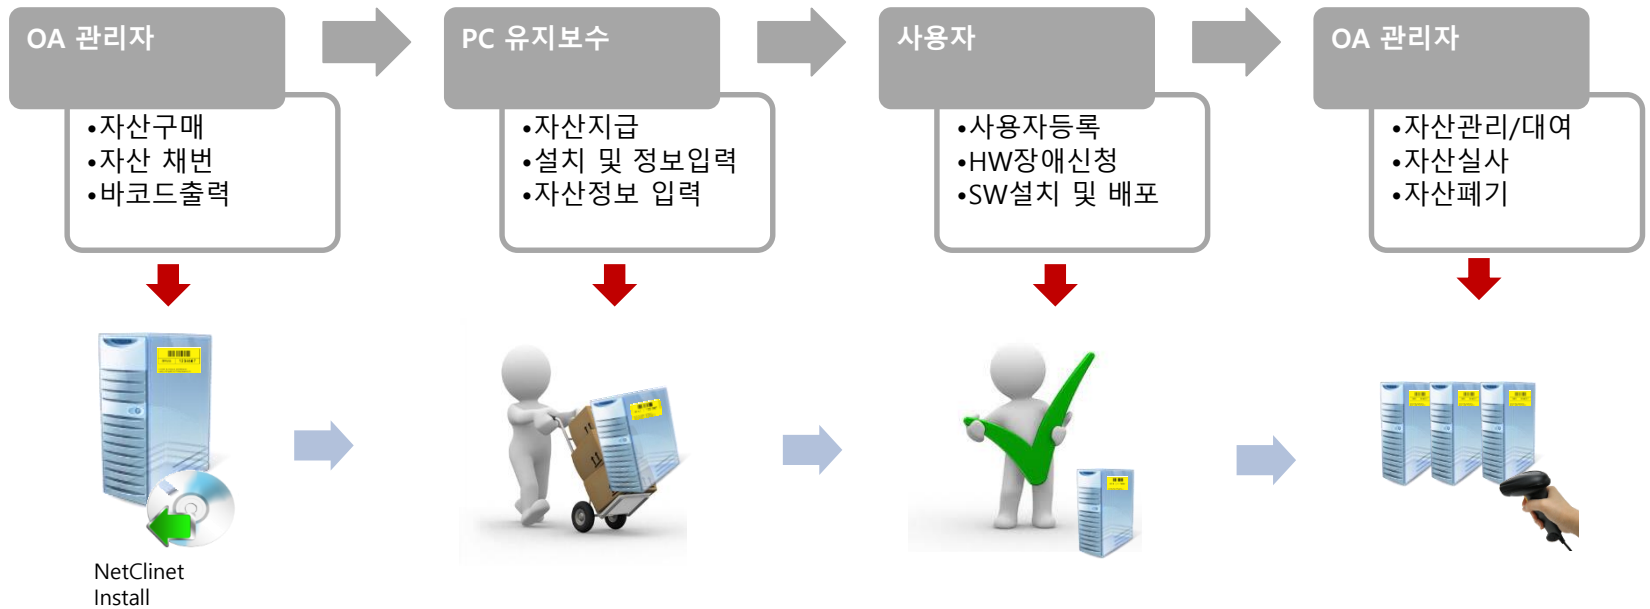 OA 관리자
•자산구매
•자산 채번
•바코드출력
PC 유지보수
•자산지급
•설치 및 정보입력
•자산정보 입력
사용자
•사용자등록
•HW장애신청
•SW설치 및 배포
OA 관리자
•자산관리/대여
•자산실사
•자산폐기
NetClinet
Install